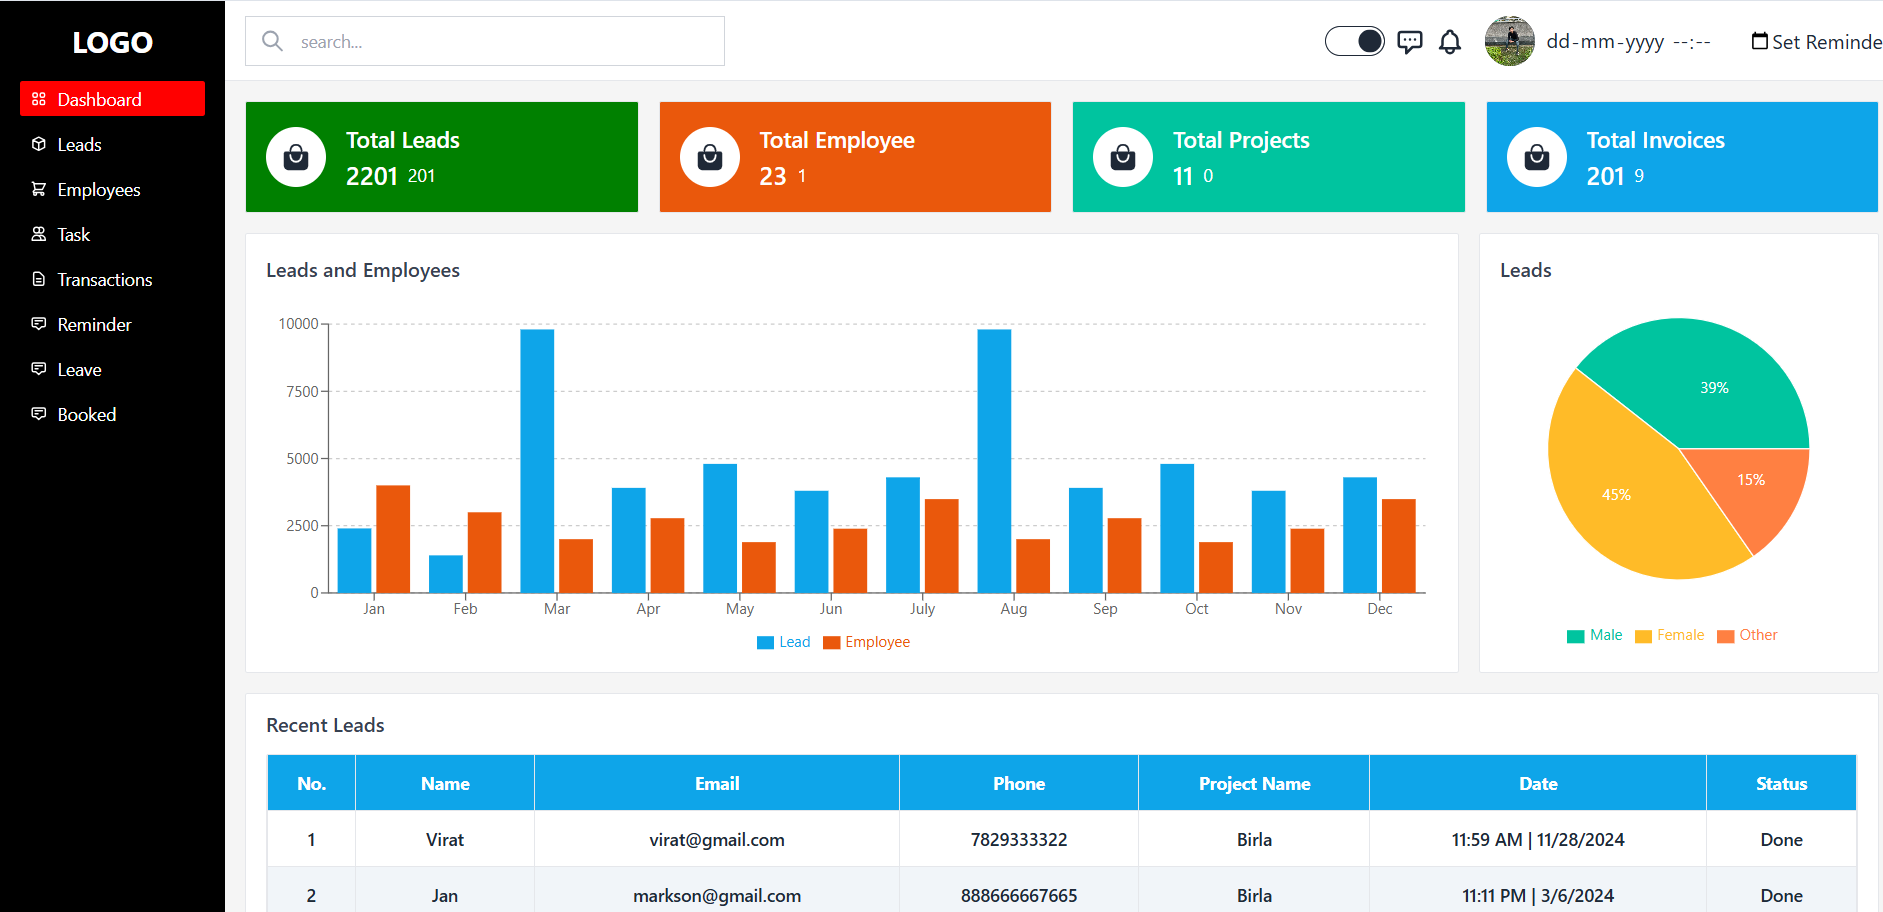 LOGO
Dashboard
Leads
Employees
Task
Transactions
Reminder
Leave
Booked
search...
dd-mm-yyyy --:--
Set Reminde
Total Leads
2201 201
Total Employee
23 1
Total Projects
11 0
Total Invoices
201 9
Leads and Employees
10000
7500
5000
2500
0
Jan Feb Mar Apr May Jun July Aug Sep Oct Nov Dec
Lead Employee
Leads
39%
45%
15%
Male Female Other
Recent Leads
No. Name Email Phone Project Name Date Status
1 Virat virat@gmail.com 7829333322 Birla 11:59 AM | 11/28/2024 Done
2 Jan markson@gmail.com 888666667665 Birla 11:11 PM | 3/6/2024 Done